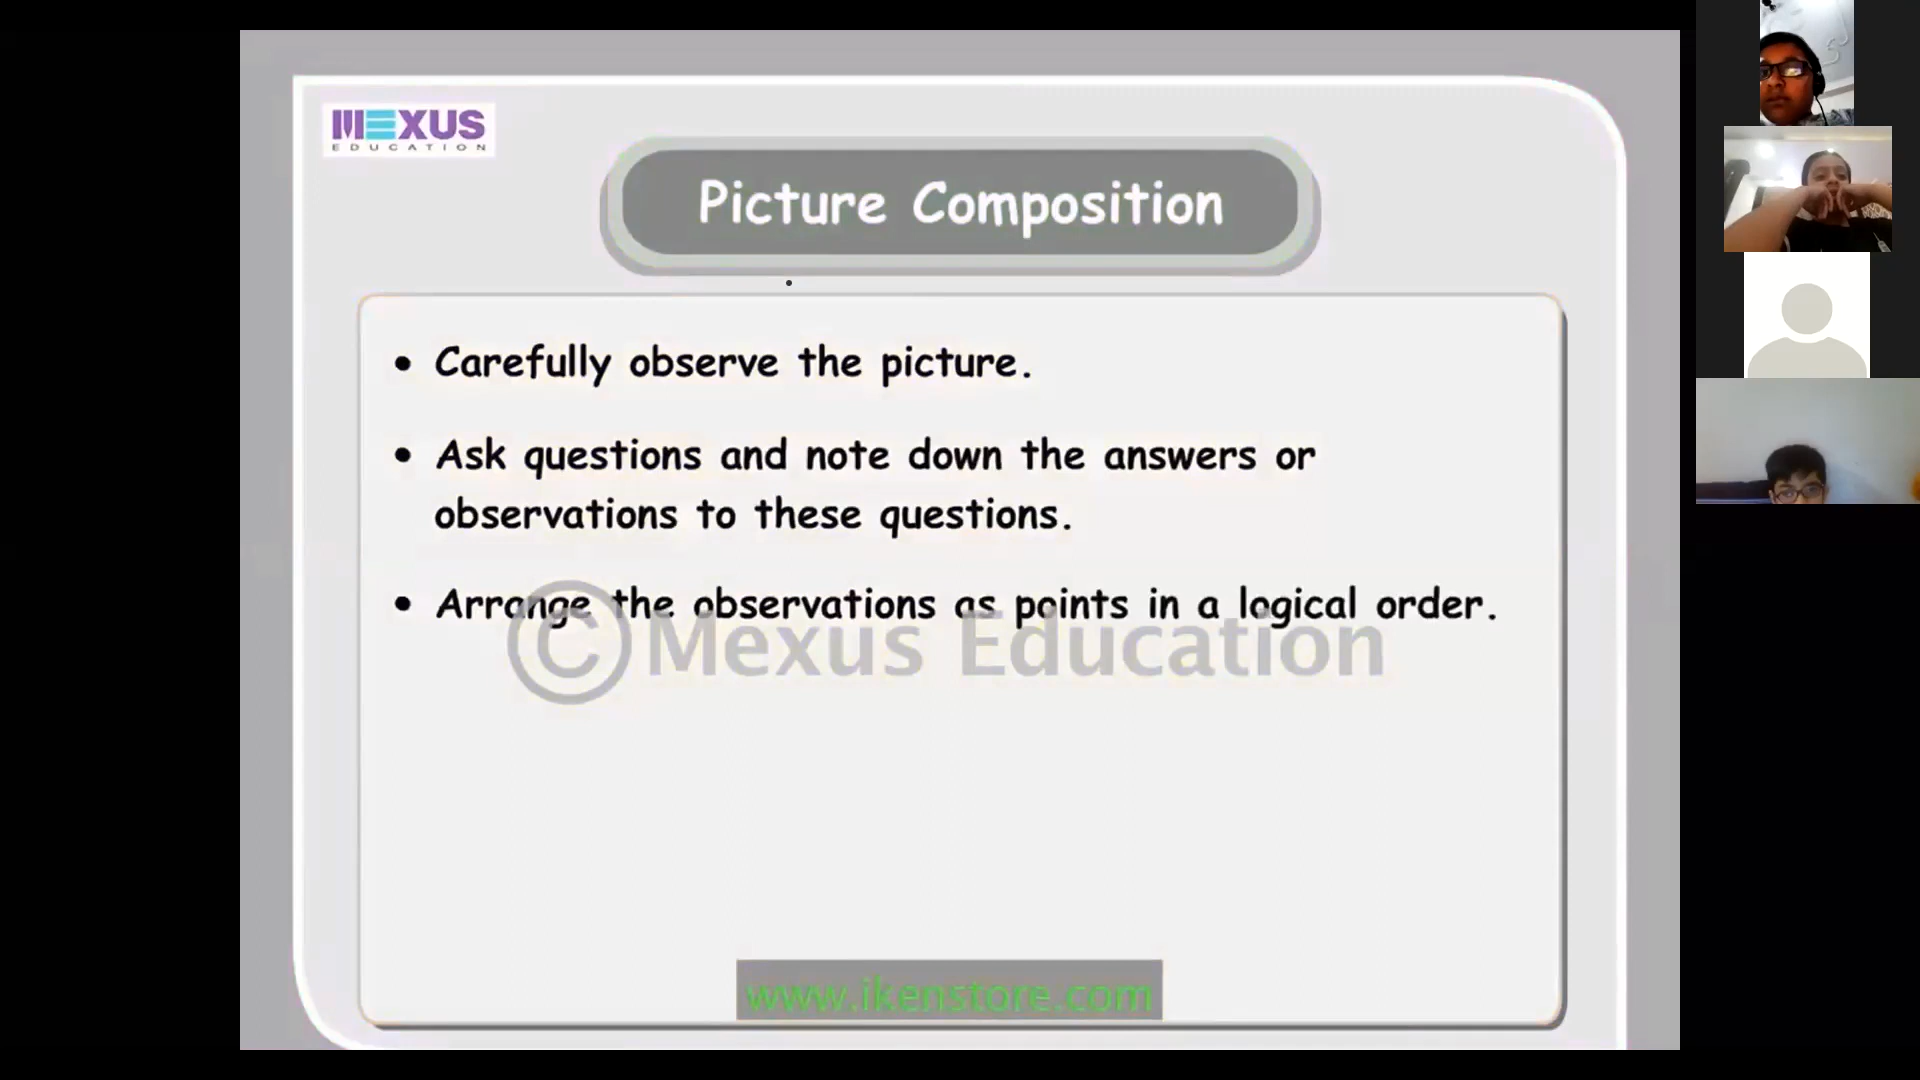 MEXUS
EDUCATION
Picture Composition
• Carefully observe the picture.
• Ask questions and note down the answers or
observations to these questions.
• Arrange the observations as points in a logical order.
© Mexus Education
www.ikenstore.com